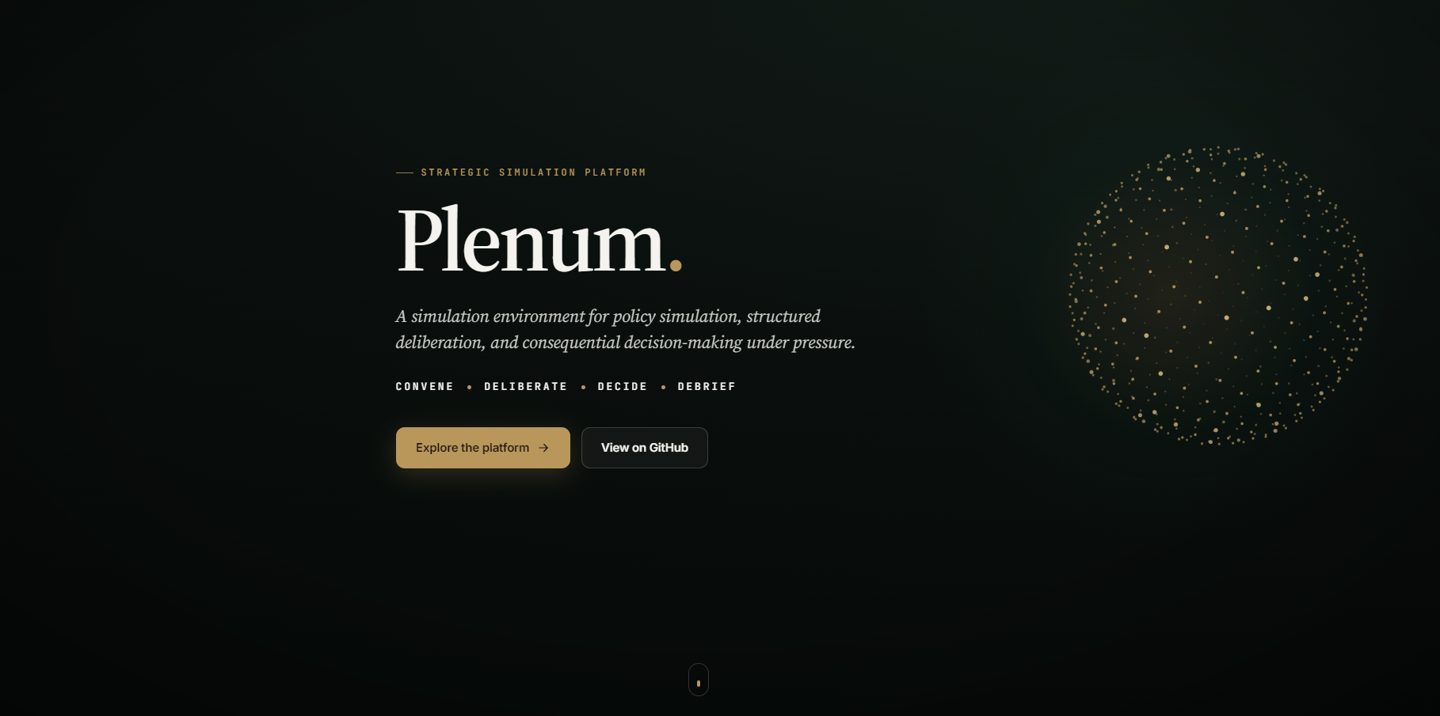 STRATEGIC SIMULATION PLATFORM
Plenum.
A simulation environment for policy simulation, structured
deliberation, and consequential decision-making under pressure.
CONVENE • DELIBERATE • DECIDE • DEBRIEF
Explore the platform →
View on GitHub